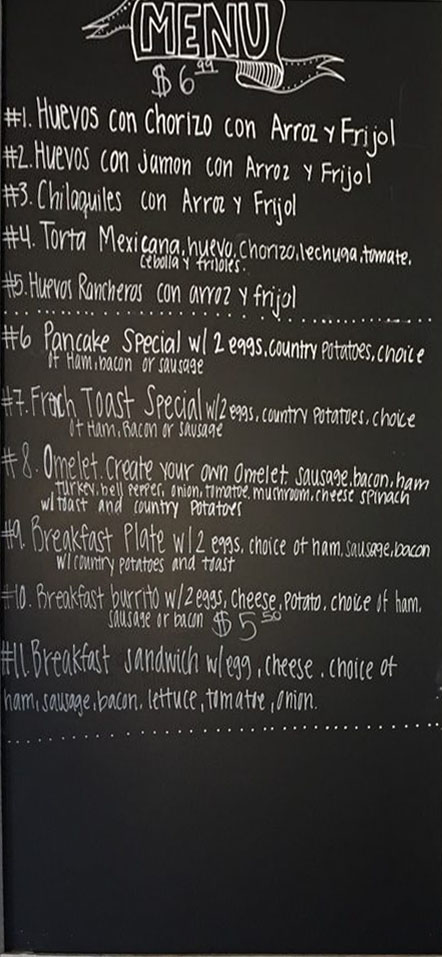 MENU
$6.99
#1. Huevos con Chorizo con Arroz y Frijol
#2. Huevos con jamon con Arroz y Frijol
#3. Chilaquiles con Arroz y Frijol
#4. Torta Mexicana, huevo, Chorizo, lechuga, tomate,
cebolla y frijoles.
#5. Huevos Rancheros con arroz y frijol
#6 Pancake Special w/ 2 eggs, country Potatoes, choice
of Ham, bacon or sausage
#7. Frech Toast Special w/2 eggs, country Potatoes, choice
of Ham, Bacon or Sausage
#8. Omelet. Create your own Omelet: sausage, bacon, ham
turkey, bell Pepper, onion, Tomatoe, mushroom, cheese spinach
w/ toast and country Potatoes
#9. Breakfast Plate w/2 eggs, choice of ham, sausage, bacon
w/ country potatoes and toast
#10. Breakfast burrito w/2 eggs, cheese, Potato, choice of ham,
sausage or bacon $5.50
#11. Breakfast sandwich w/egg, cheese, choice of
ham, sausage, bacon, lettuce, tomatoe, onion.